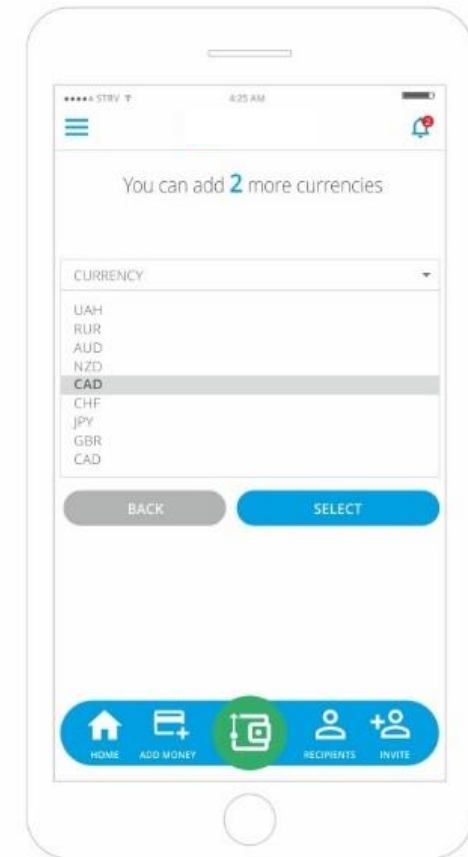 STRV 4:25 AM
2
You can add 2 more currencies
CURRENCY
UAH
RUR
AUD
NZD
CAD
CHF
JPY
GBR
CAD
BACK SELECT
HOME ADD MONEY RECIPIENTS INVITE